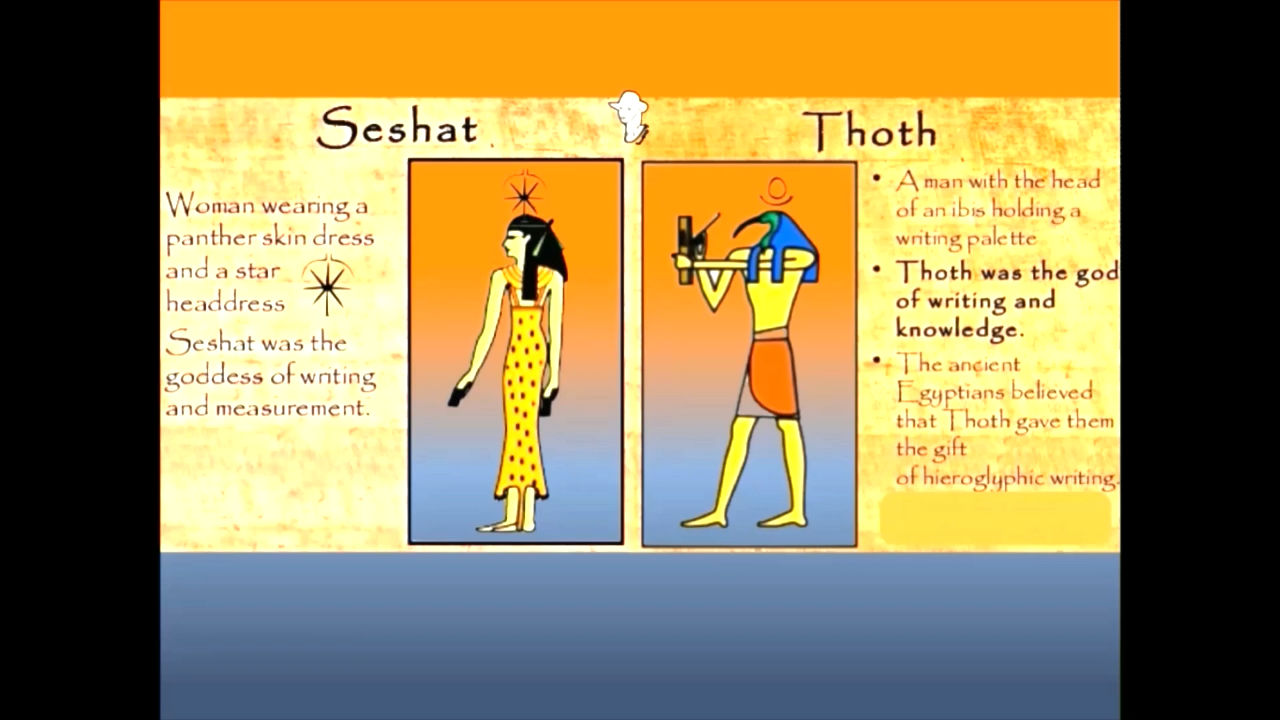 Seshat
Woman wearing a
panther skin dress
and a star
headdress
Seshat was the
goddess of writing
and measurement.
Thoth
• A man with the head
of an ibis holding a
writing palette
• Thoth was the god
of writing and
knowledge.
• The ancient
Egyptians believed
that Thoth gave them
the gift
of hieroglyphic writing.